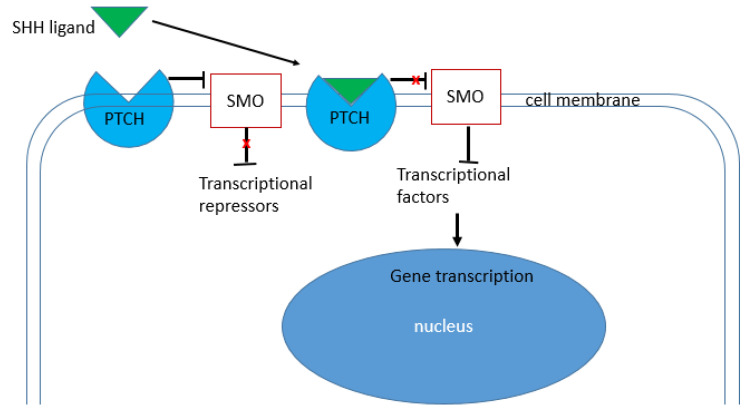 SHH ligand
PTCH
SMO
PTCH
SMO
cell membrane
Transcriptional
repressors
Transcriptional
factors
Gene transcription
nucleus